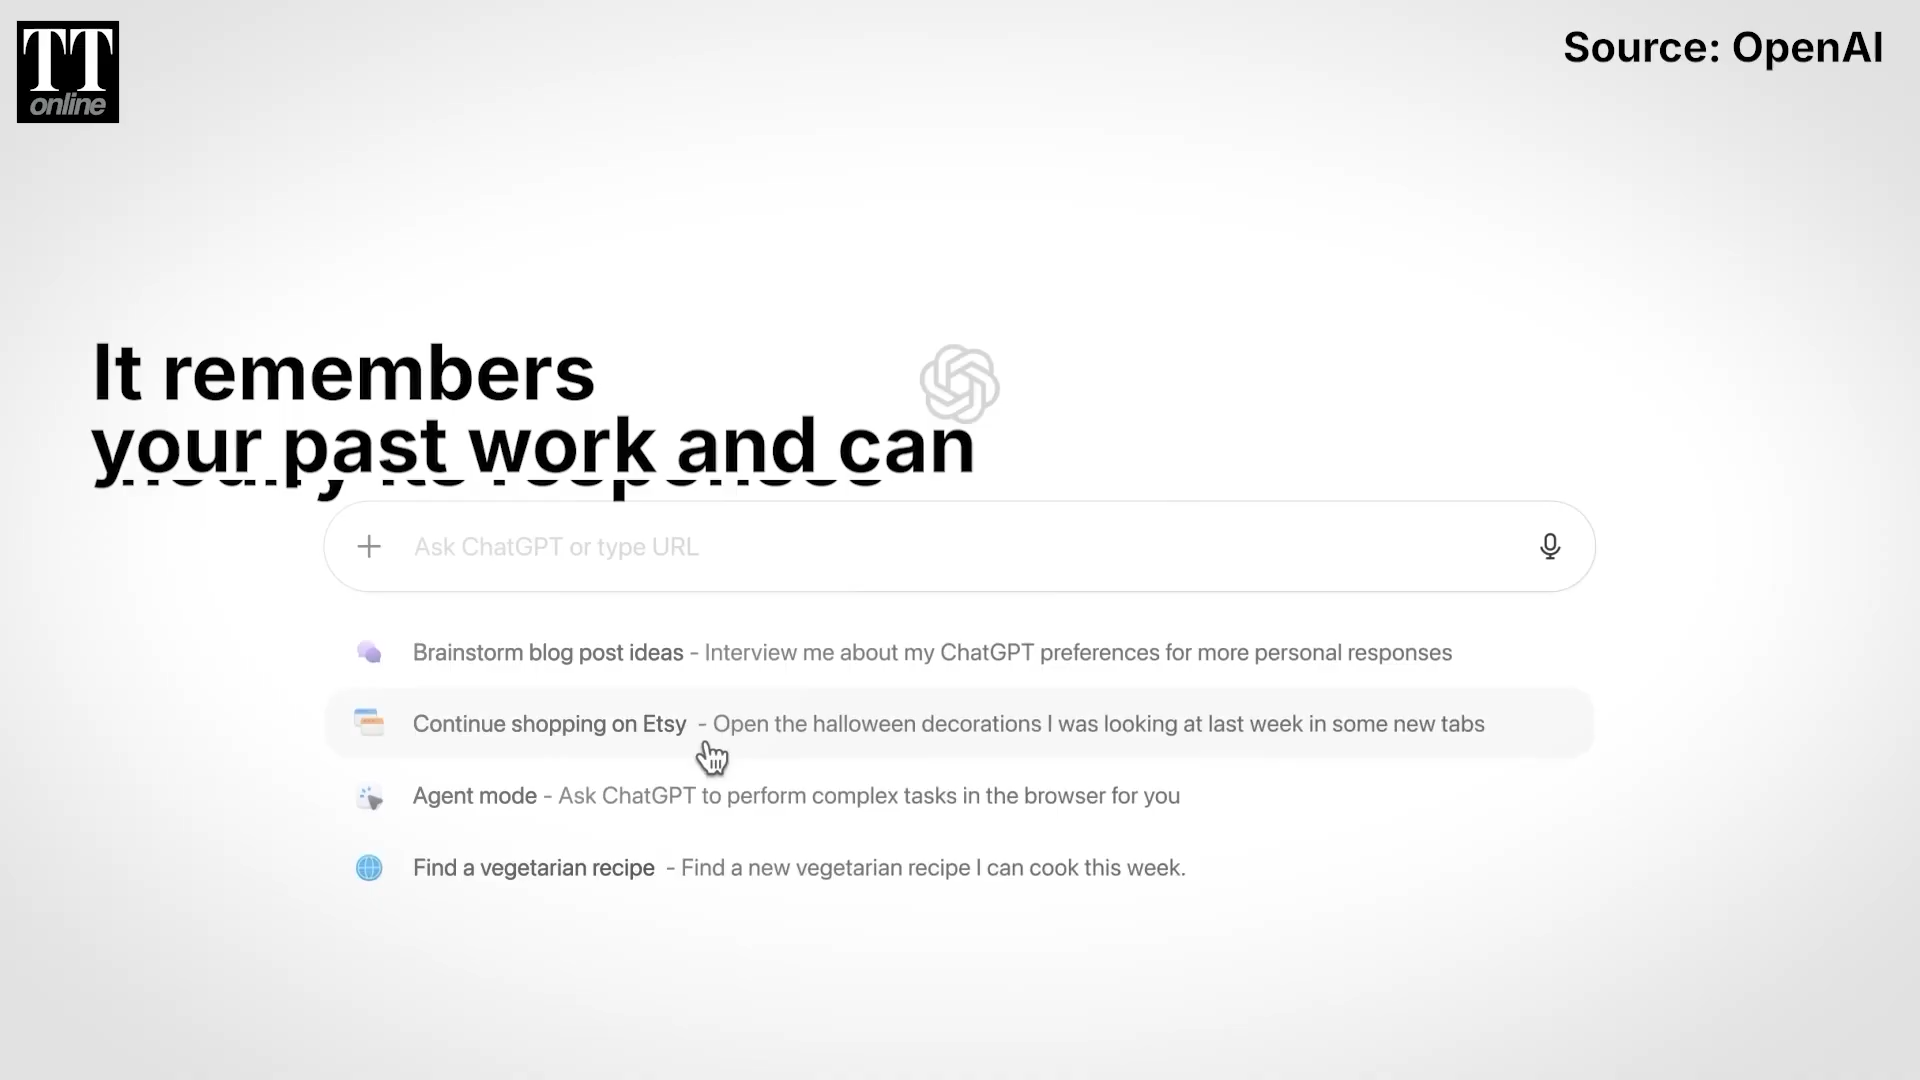 TT
online
Source: OpenAI
It remembers
your past work and can
Ask ChatGPT or type URL
Brainstorm blog post ideas - Interview me about my ChatGPT preferences for more personal responses
Continue shopping on Etsy - Open the halloween decorations I was looking at last week in some new tabs
Agent mode - Ask ChatGPT to perform complex tasks in the browser for you
Find a vegetarian recipe - Find a new vegetarian recipe I can cook this week.